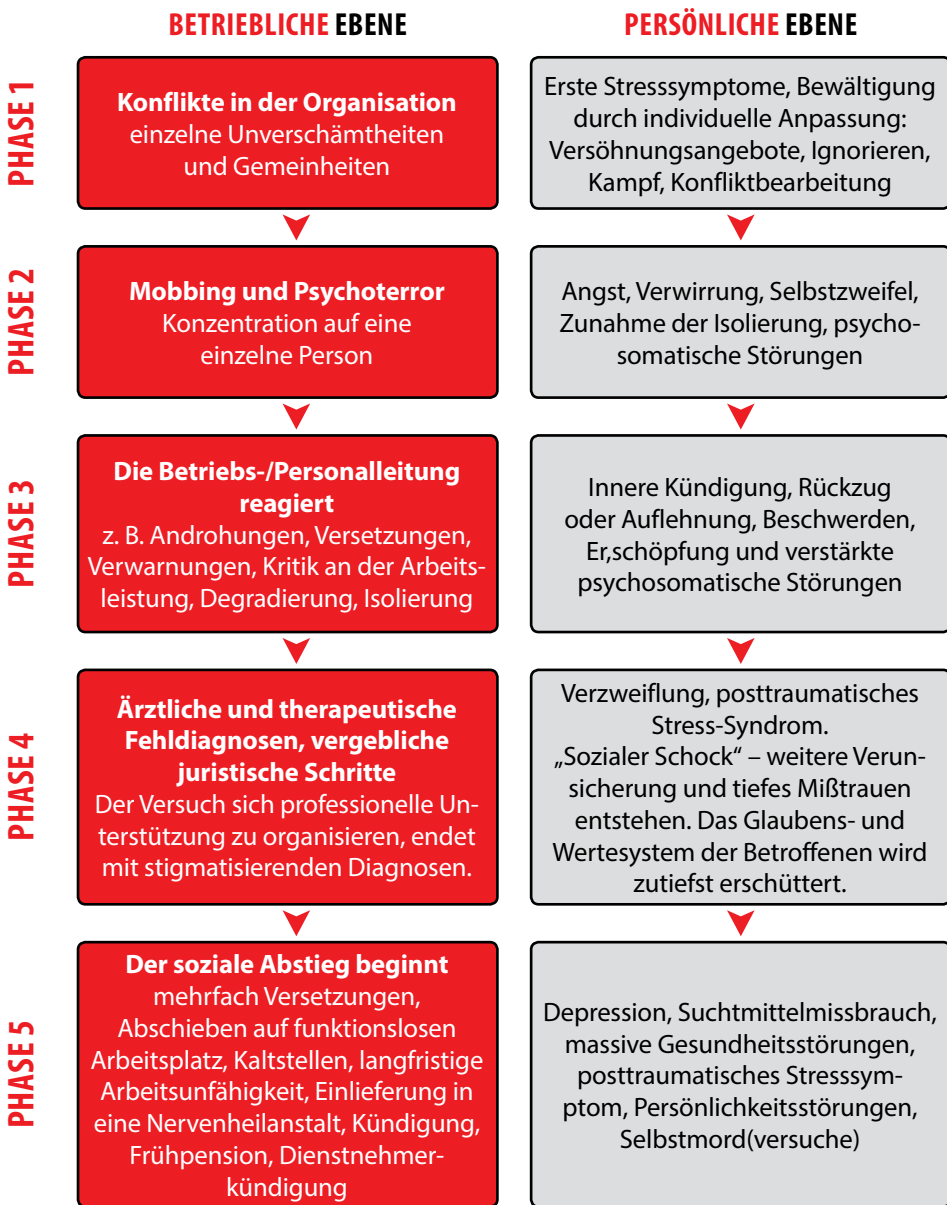 BETRIEBLICHE EBENE
PERSÖNLICHE EBENE
PHASE 1
Konflikte in der Organisation
einzelne Unverschämtheiten
und Gemeinheiten
Erste Stresssymptome, Bewältigung
durch individuelle Anpassung:
Versöhnungsangebote, Ignorieren,
Kampf, Konfliktbearbeitung
PHASE 2
Mobbing und Psychoterror
Konzentration auf eine
einzelne Person
Angst, Verwirrung, Selbstzweifel,
Zunahme der Isolierung, psycho-
somatische Störungen
PHASE 3
Die Betriebs-/Personalleitung
reagiert
z. B. Androhungen, Versetzungen,
Verwarnungen, Kritik an der Arbeits-
leistung, Degradierung, Isolierung
Innere Kündigung, Rückzug
oder Auflehnung, Beschwerden,
Er,schöpfung und verstärkte
psychosomatische Störungen
PHASE 4
Ärztliche und therapeutische
Fehldiagnosen, vergebliche
juristische Schritte
Der Versuch sich professionelle Un-
terstützung zu organisieren, endet
mit stigmatisierenden Diagnosen.
Verzweiflung, posttraumatisches
Stress-Syndrom.
„Sozialer Schock“ – weitere Verun-
sicherung und tiefes Mißtrauen
entstehen. Das Glaubens- und
Wertesystem der Betroffenen wird
zutiefst erschüttert.
PHASE 5
Der soziale Abstieg beginnt
mehrfach Versetzungen,
Abschieben auf funktionslosen
Arbeitsplatz, Kaltstellen, langfristige
Arbeitsunfähigkeit, Einlieferung in
eine Nervenheilanstalt, Kündigung,
Frühpension, Dienstnehmer-
kündigung
Depression, Suchtmittelmissbrauch,
massive Gesundheitsstörungen,
posttraumatisches Stresssym-
ptom, Persönlichkeitsstörungen,
Selbstmord(versuche)